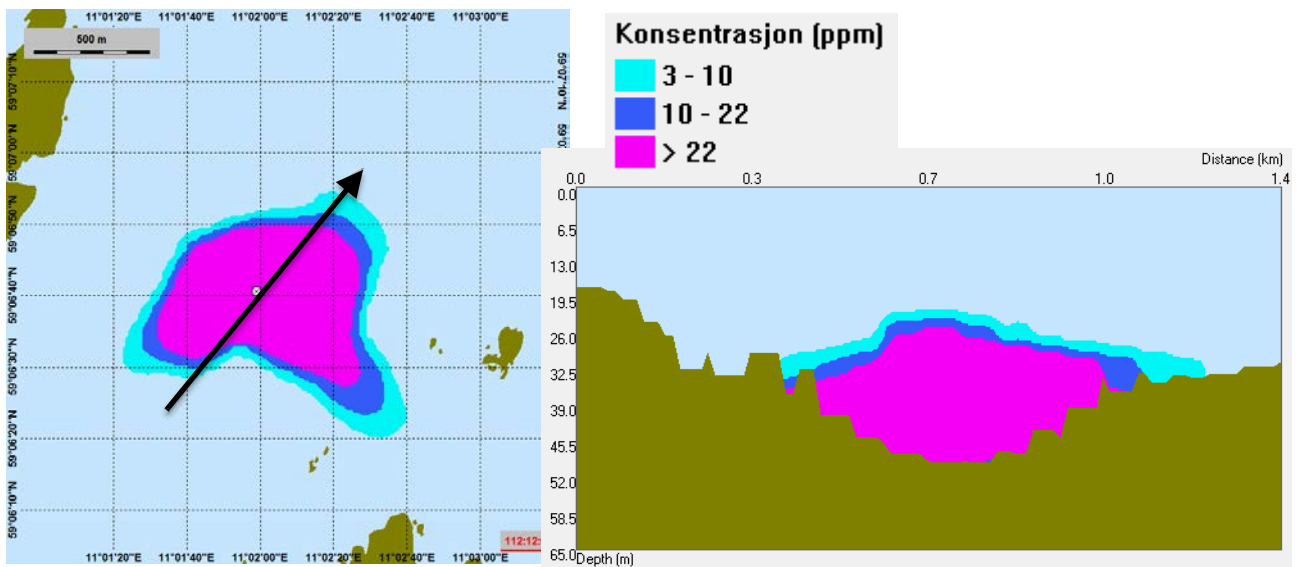 11°01'20"E 11°01'40"E 11°02'00"E 11°02'20"E 11°02'40"E 11°03'00"E
500 m
59°07'10"N
59°07'00"N
59°06'50"N
59°06'40"N
59°06'30"N
59°06'20"N
59°06'10"N
59°07'10"N
11°01'20"E 11°01'40"E 11°02'00"E 11°02'20"E 11°02'40"E 11°03'00"E
112:12:
Konsentrasjon (ppm)
3 - 10
10 - 22
> 22
Distance (km)
0.0 0.3 0.7 1.0 1.4
0.0
6.5
13.0
19.5
26.0
32.5
39.0
45.5
52.0
58.5
65.0
Depth (m)